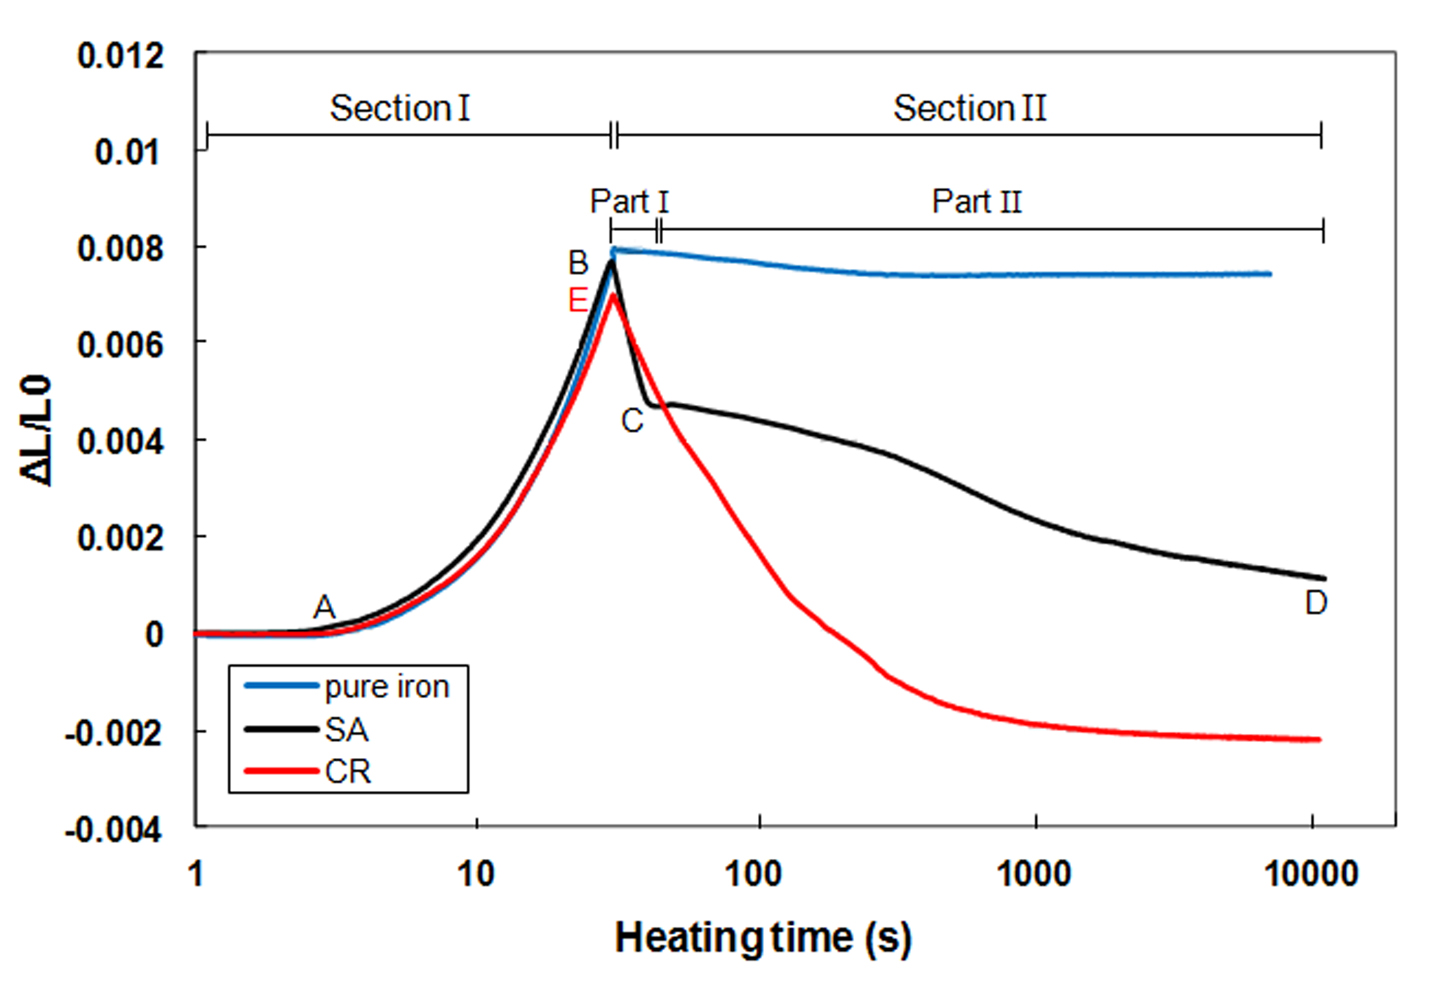 0.012
Section I
Section II
0.01
Part I
Part II
0.008
B
E
0.006
C
0.004
ΔL/L0
0.002
A
D
0
pure iron
SA
CR
-0.002
-0.004
1
10
100
1000
10000
Heating time (s)